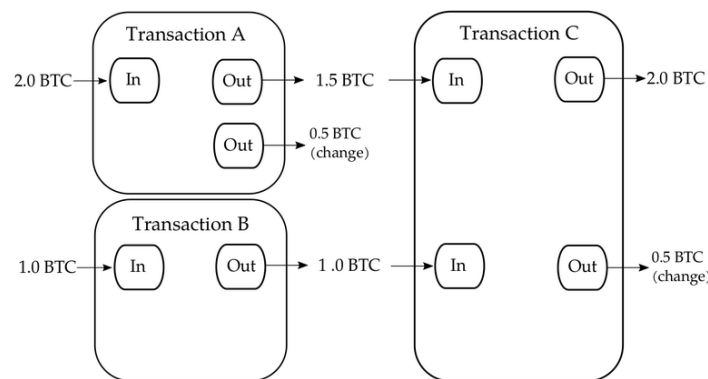 Transaction A
2.0 BTC
In
Out
1.5 BTC
Out
0.5 BTC
(change)
Transaction B
1.0 BTC
In
Out
1 .0 BTC
Transaction C
In
Out
2.0 BTC
In
Out
0.5 BTC
(change)